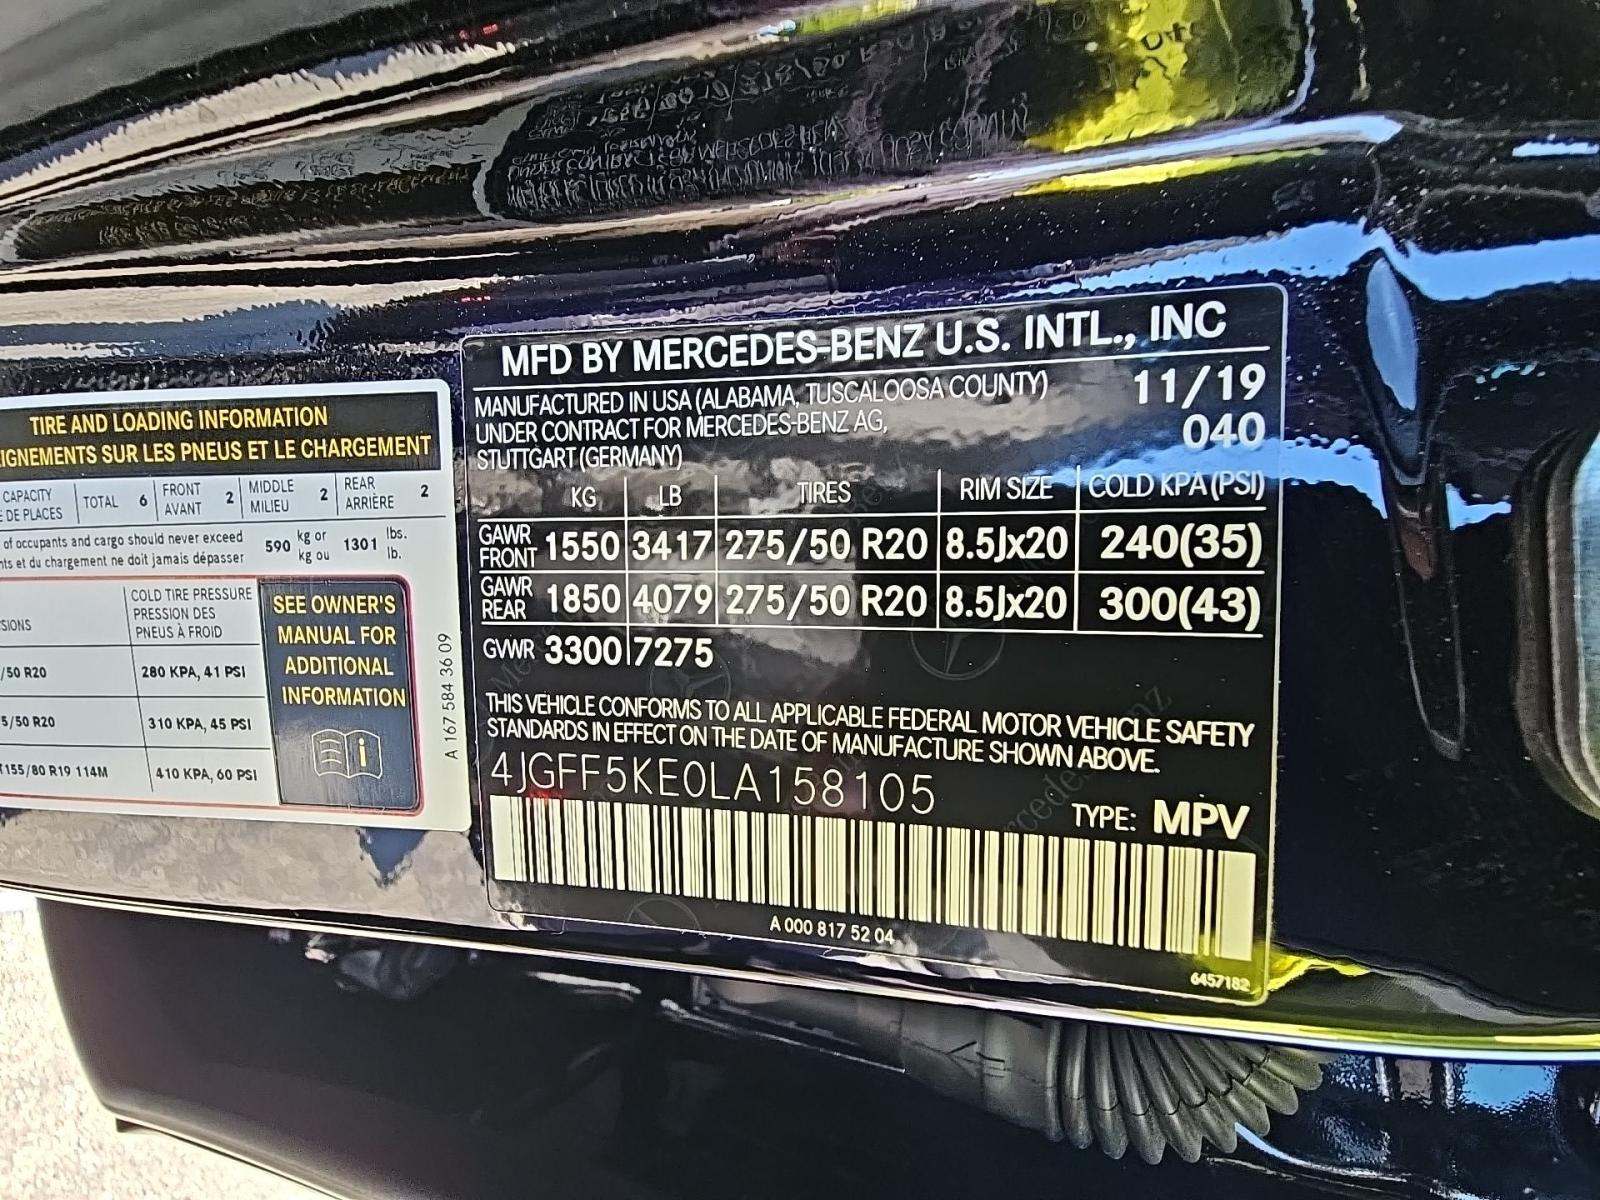 TIRE AND LOADING INFORMATION
IGNEMENTS SUR LES PNEUS ET LE CHARGEMENT
CAPACITY
E DE PLACES
TOTAL 6
FRONT
AVANT 2
MIDDLE
MILIEU 2
REAR
ARRIÈRE 2
of occupants and cargo should never exceed
nts et du chargement ne doit jamais dépasser
590 kg or
kg ou
1301 lbs.
lb.
SIONS
COLD TIRE PRESSURE
PRESSION DES
PNEUS À FROID
/50 R20 280 KPA, 41 PSI
5/50 R20 310 KPA, 45 PSI
T155/80 R19 114M 410 KPA, 60 PSI
SEE OWNER'S
MANUAL FOR
ADDITIONAL
INFORMATION
A 167 584 36 09
MFD BY MERCEDES-BENZ U.S. INTL., INC
MANUFACTURED IN USA (ALABAMA, TUSCALOOSA COUNTY) 11/19
UNDER CONTRACT FOR MERCEDES-BENZ AG, 040
STUTTGART (GERMANY)
KG LB TIRES RIM SIZE COLD KPA(PSI)
GAWR
FRONT 1550 3417 275/50 R20 8.5Jx20 240(35)
GAWR
REAR 1850 4079 275/50 R20 8.5Jx20 300(43)
GVWR 3300 7275
THIS VEHICLE CONFORMS TO ALL APPLICABLE FEDERAL MOTOR VEHICLE SAFETY
STANDARDS IN EFFECT ON THE DATE OF MANUFACTURE SHOWN ABOVE.
4JGFF5KE0LA158105
TYPE: MPV
A 000 817 52 04
6457182